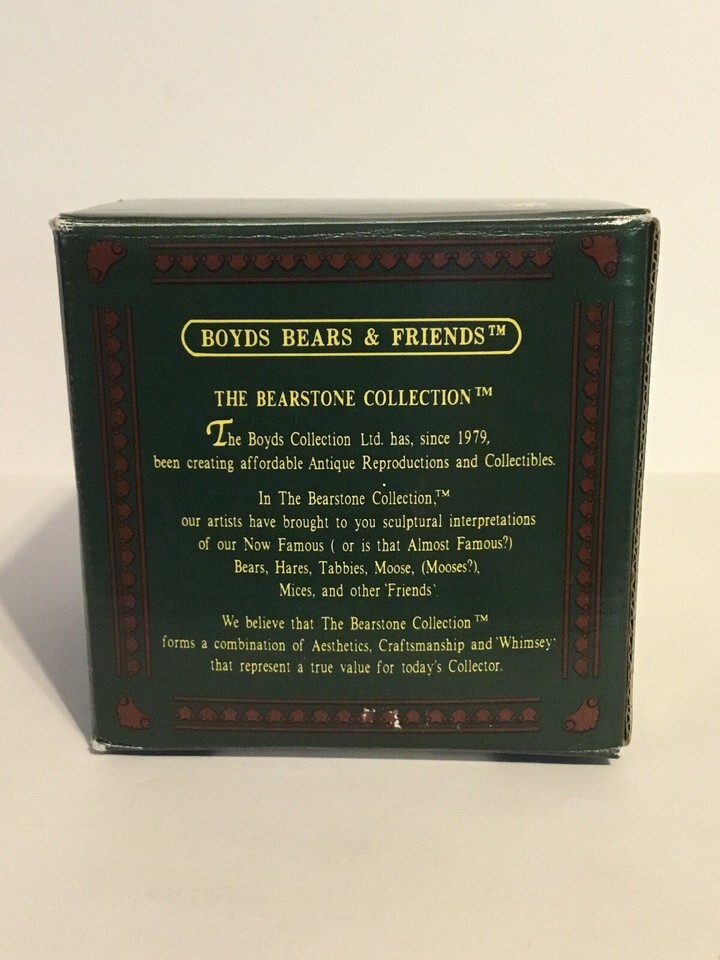 BOYDS BEARS & FRIENDS™
THE BEARSTONE COLLECTION™
The Boyds Collection Ltd. has, since 1979,
been creating affordable Antique Reproductions and Collectibles.
In The Bearstone Collection,™
our artists have brought to you sculptural interpretations
of our Now Famous ( or is that Almost Famous?)
Bears, Hares, Tabbies, Moose, (Mooses?),
Mices, and other 'Friends'.
We believe that The Bearstone Collection™
forms a combination of Aesthetics, Craftsmanship and 'Whimsey'
that represent a true value for today's Collector.